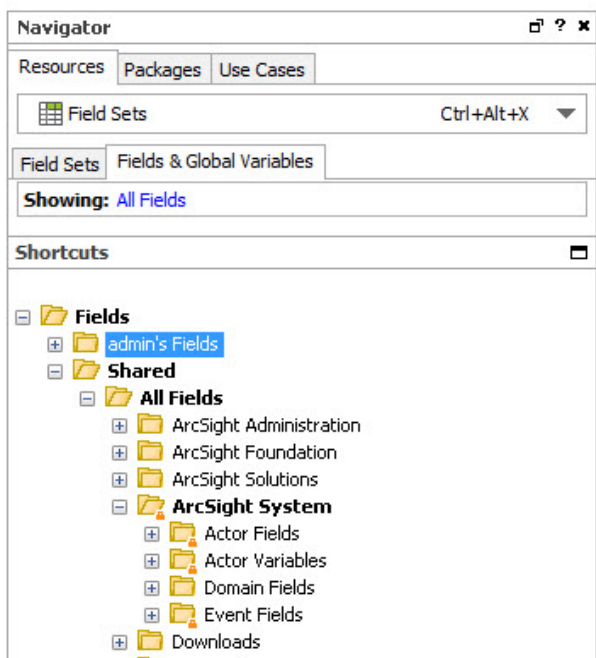 Navigator ?
Resources Packages Use Cases
Field Sets Ctrl+Alt+X
Field Sets Fields & Global Variables
Showing: All Fields
Shortcuts
Fields
admin's Fields
Shared
All Fields
ArcSight Administration
ArcSight Foundation
ArcSight Solutions
ArcSight System
Actor Fields
Actor Variables
Domain Fields
Event Fields
Downloads